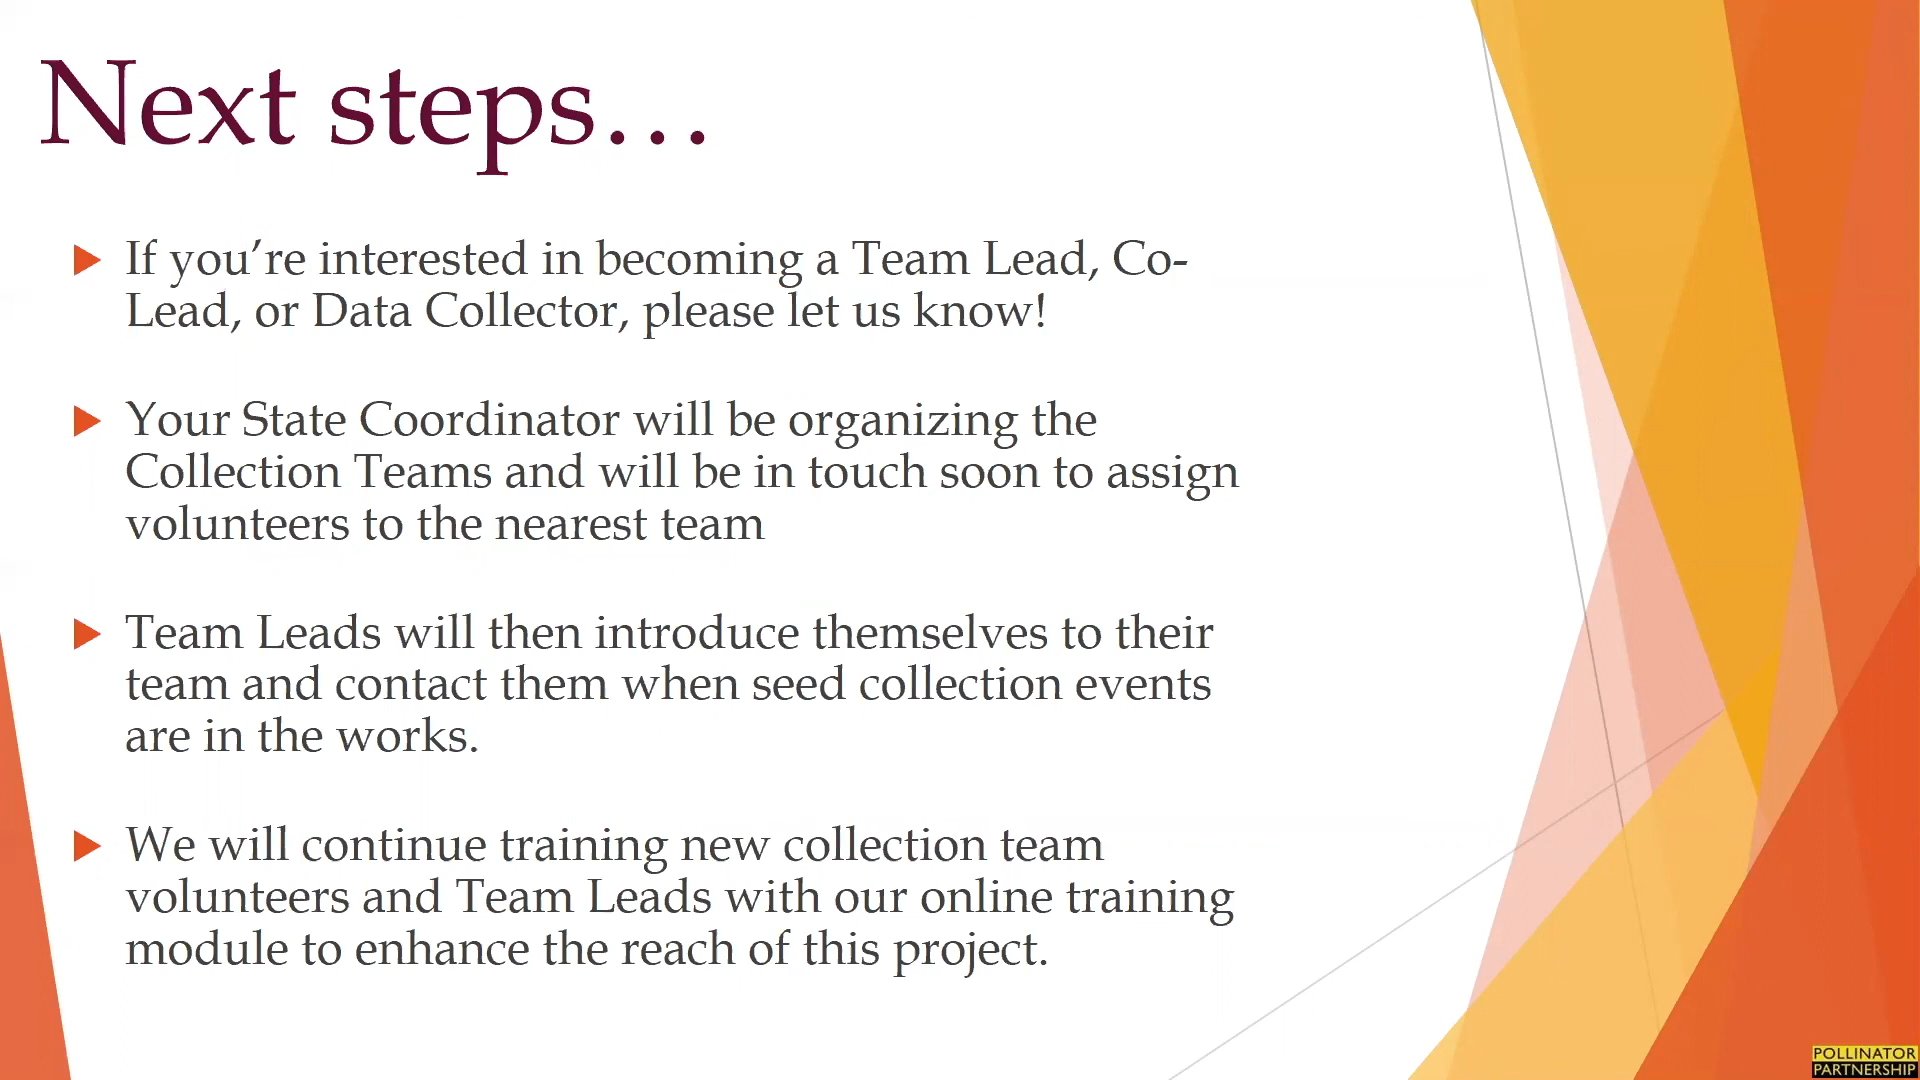 Next steps…
If you’re interested in becoming a Team Lead, Co-
Lead, or Data Collector, please let us know!
Your State Coordinator will be organizing the
Collection Teams and will be in touch soon to assign
volunteers to the nearest team
Team Leads will then introduce themselves to their
team and contact them when seed collection events
are in the works.
We will continue training new collection team
volunteers and Team Leads with our online training
module to enhance the reach of this project.
POLLINATOR
PARTNERSHIP